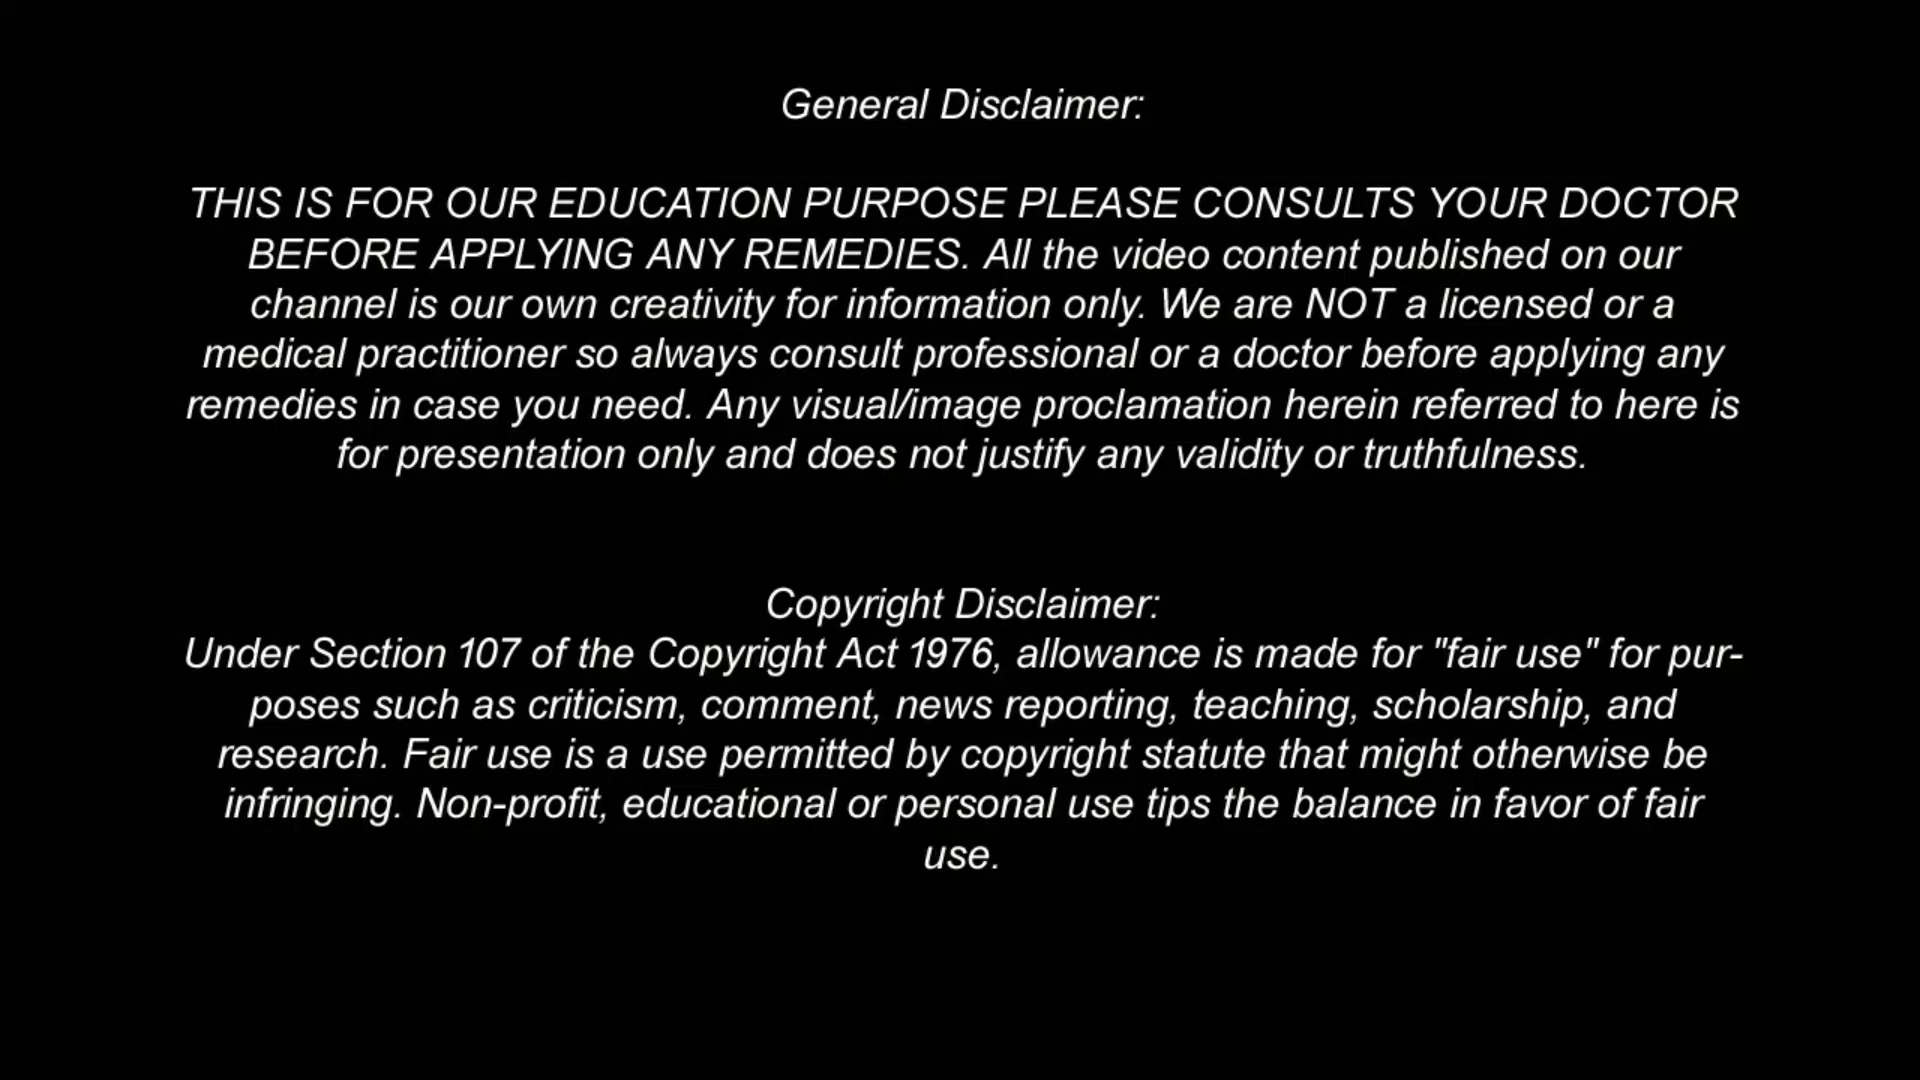 General Disclaimer:
THIS IS FOR OUR EDUCATION PURPOSE PLEASE CONSULTS YOUR DOCTOR
BEFORE APPLYING ANY REMEDIES. All the video content published on our
channel is our own creativity for information only. We are NOT a licensed or a
medical practitioner so always consult professional or a doctor before applying any
remedies in case you need. Any visual/image proclamation herein referred to here is
for presentation only and does not justify any validity or truthfulness.
Copyright Disclaimer:
Under Section 107 of the Copyright Act 1976, allowance is made for "fair use" for pur-
poses such as criticism, comment, news reporting, teaching, scholarship, and
research. Fair use is a use permitted by copyright statute that might otherwise be
infringing. Non-profit, educational or personal use tips the balance in favor of fair
use.